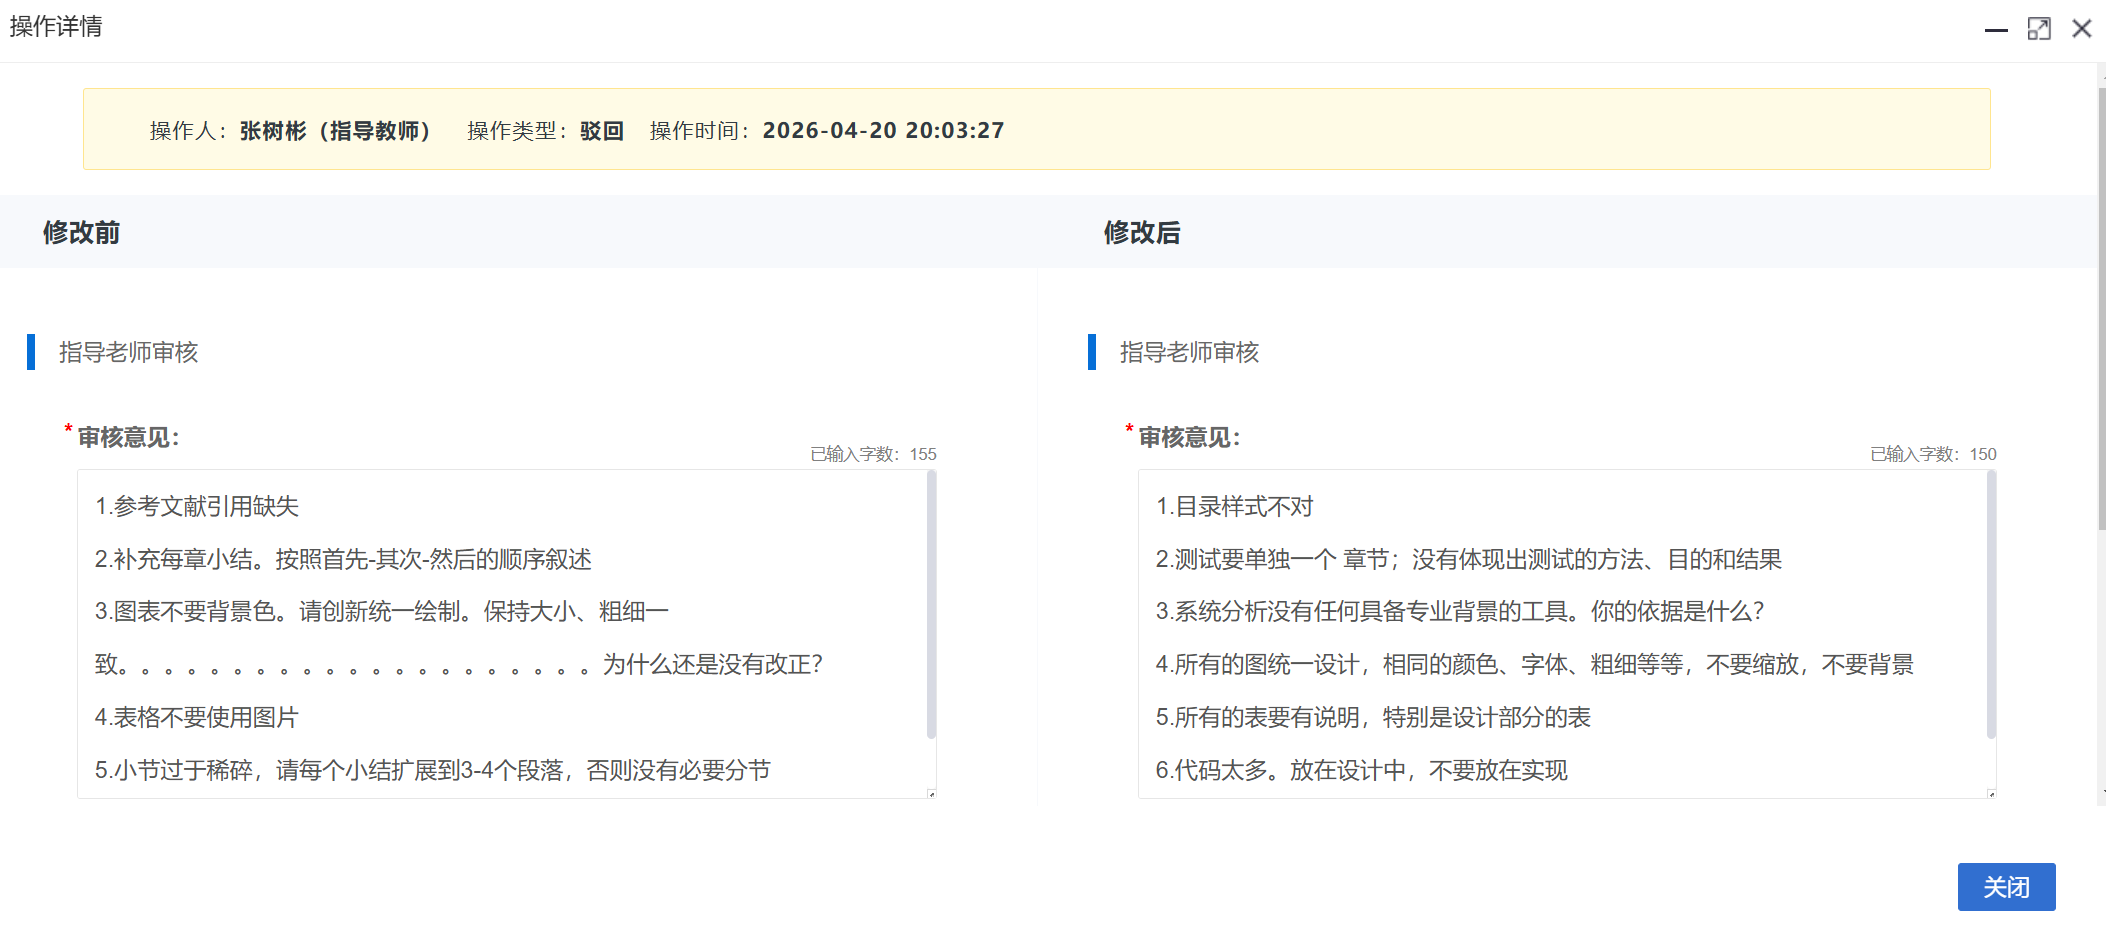 操作详情
操作人：张树彬（指导教师） 操作类型：驳回 操作时间：2026-04-20 20:03:27
修改前
修改后
指导老师审核
*审核意见：
已输入字数：155
1.参考文献引用缺失
2.补充每章小结。按照首先-其次-然后的顺序叙述
3.图表不要背景色。请创新统一绘制。保持大小、粗细一
致。。。。。。。。。。。。。。。。。。。。。为什么还是没有改正？
4.表格不要使用图片
5.小节过于稀碎，请每个小结扩展到3-4个段落，否则没有必要分节
指导老师审核
*审核意见：
已输入字数：150
1.目录样式不对
2.测试要单独一个 章节；没有体现出测试的方法、目的和结果
3.系统分析没有任何具备专业背景的工具。你的依据是什么？
4.所有的图统一设计，相同的颜色、字体、粗细等等，不要缩放，不要背景
5.所有的表要有说明，特别是设计部分的表
6.代码太多。放在设计中，不要放在实现
关闭